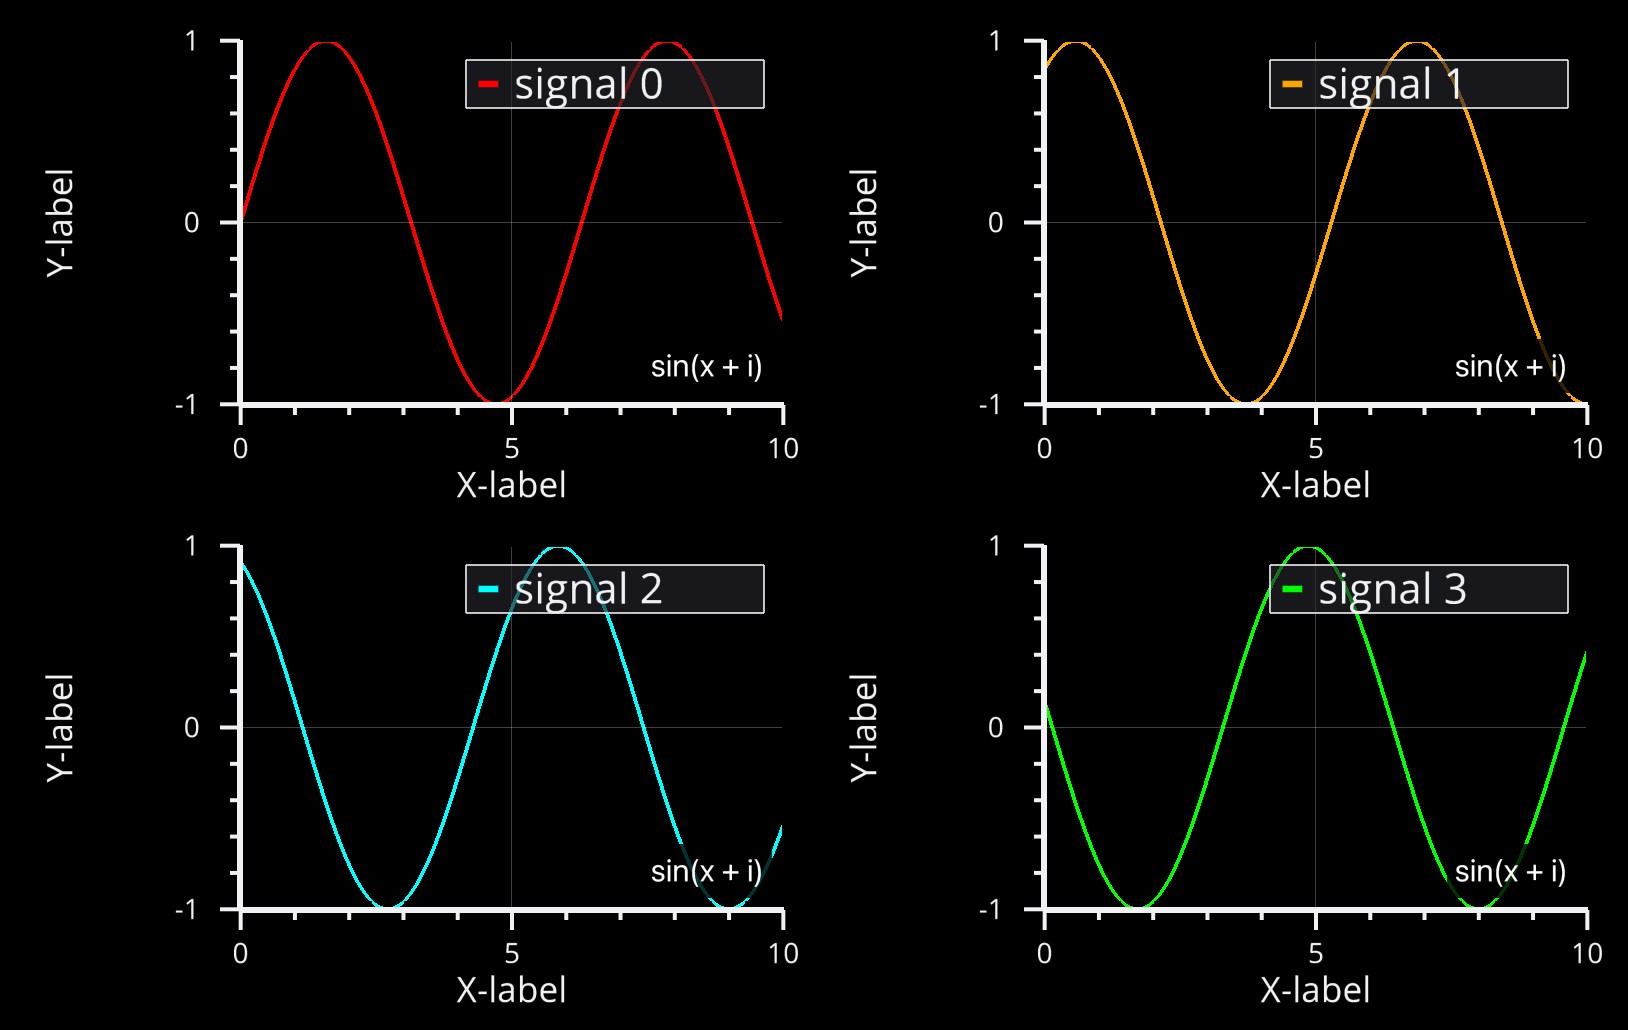 1
signal 0
Y-label
0
sin(x + i)
-1
0 5 10
X-label
1
signal 1
Y-label
0
sin(x + i)
-1
0 5 10
X-label
1
signal 2
Y-label
0
sin(x + i)
-1
0 5 10
X-label
1
signal 3
Y-label
0
sin(x + i)
-1
0 5 10
X-label